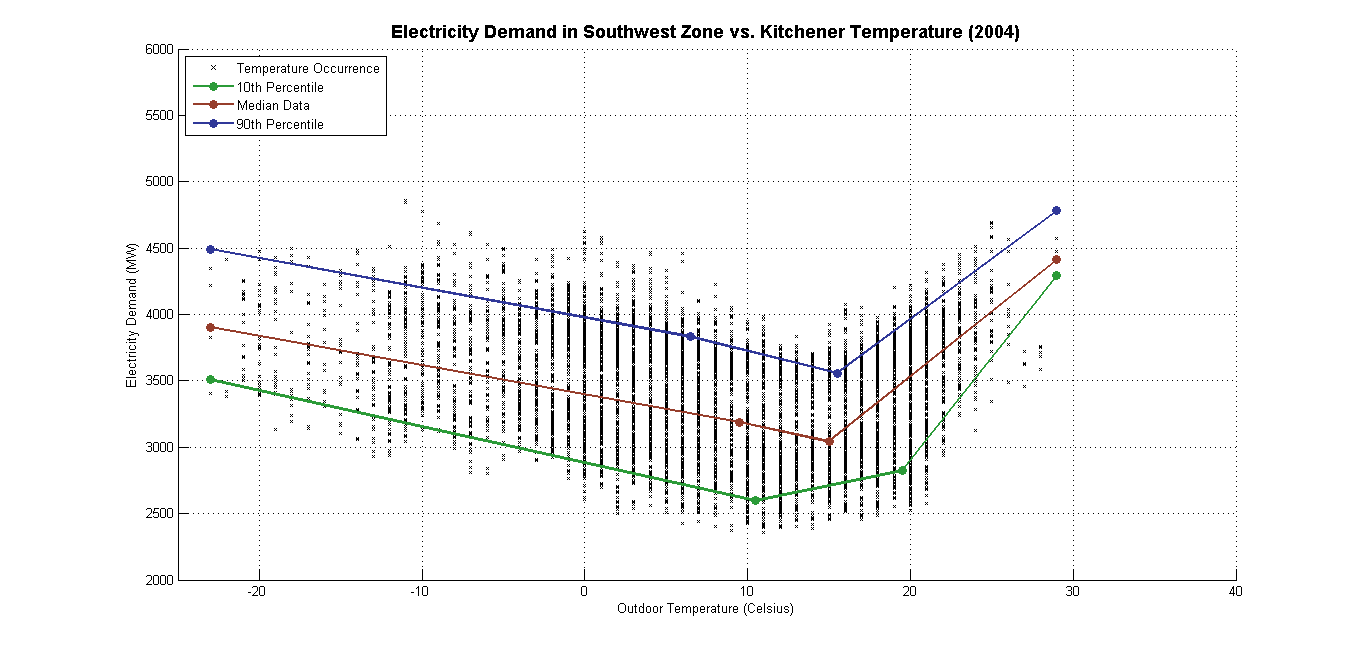 Electricity Demand in Southwest Zone vs. Kitchener Temperature (2004)
6000
5500
5000
4500
4000
3500
3000
2500
2000
Electricity Demand (MW)
Temperature Occurrence
10th Percentile
Median Data
90th Percentile
-20 -10 0 10 20 30 40
Outdoor Temperature (Celsius)